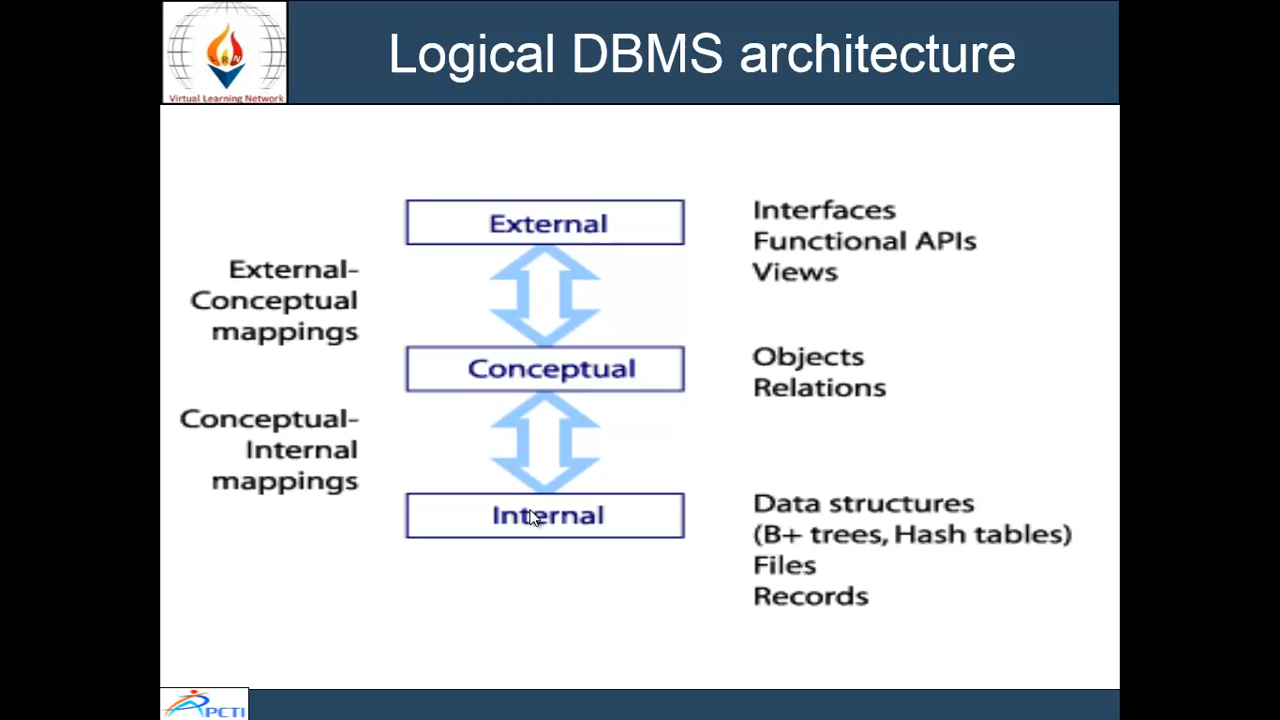 Logical DBMS architecture
Virtual Learning Network
External
Interfaces
Functional APIs
Views
External-
Conceptual
mappings
Conceptual
Objects
Relations
Conceptual-
Internal
mappings
Internal
Data structures
(B+ trees, Hash tables)
Files
Records
PCTI